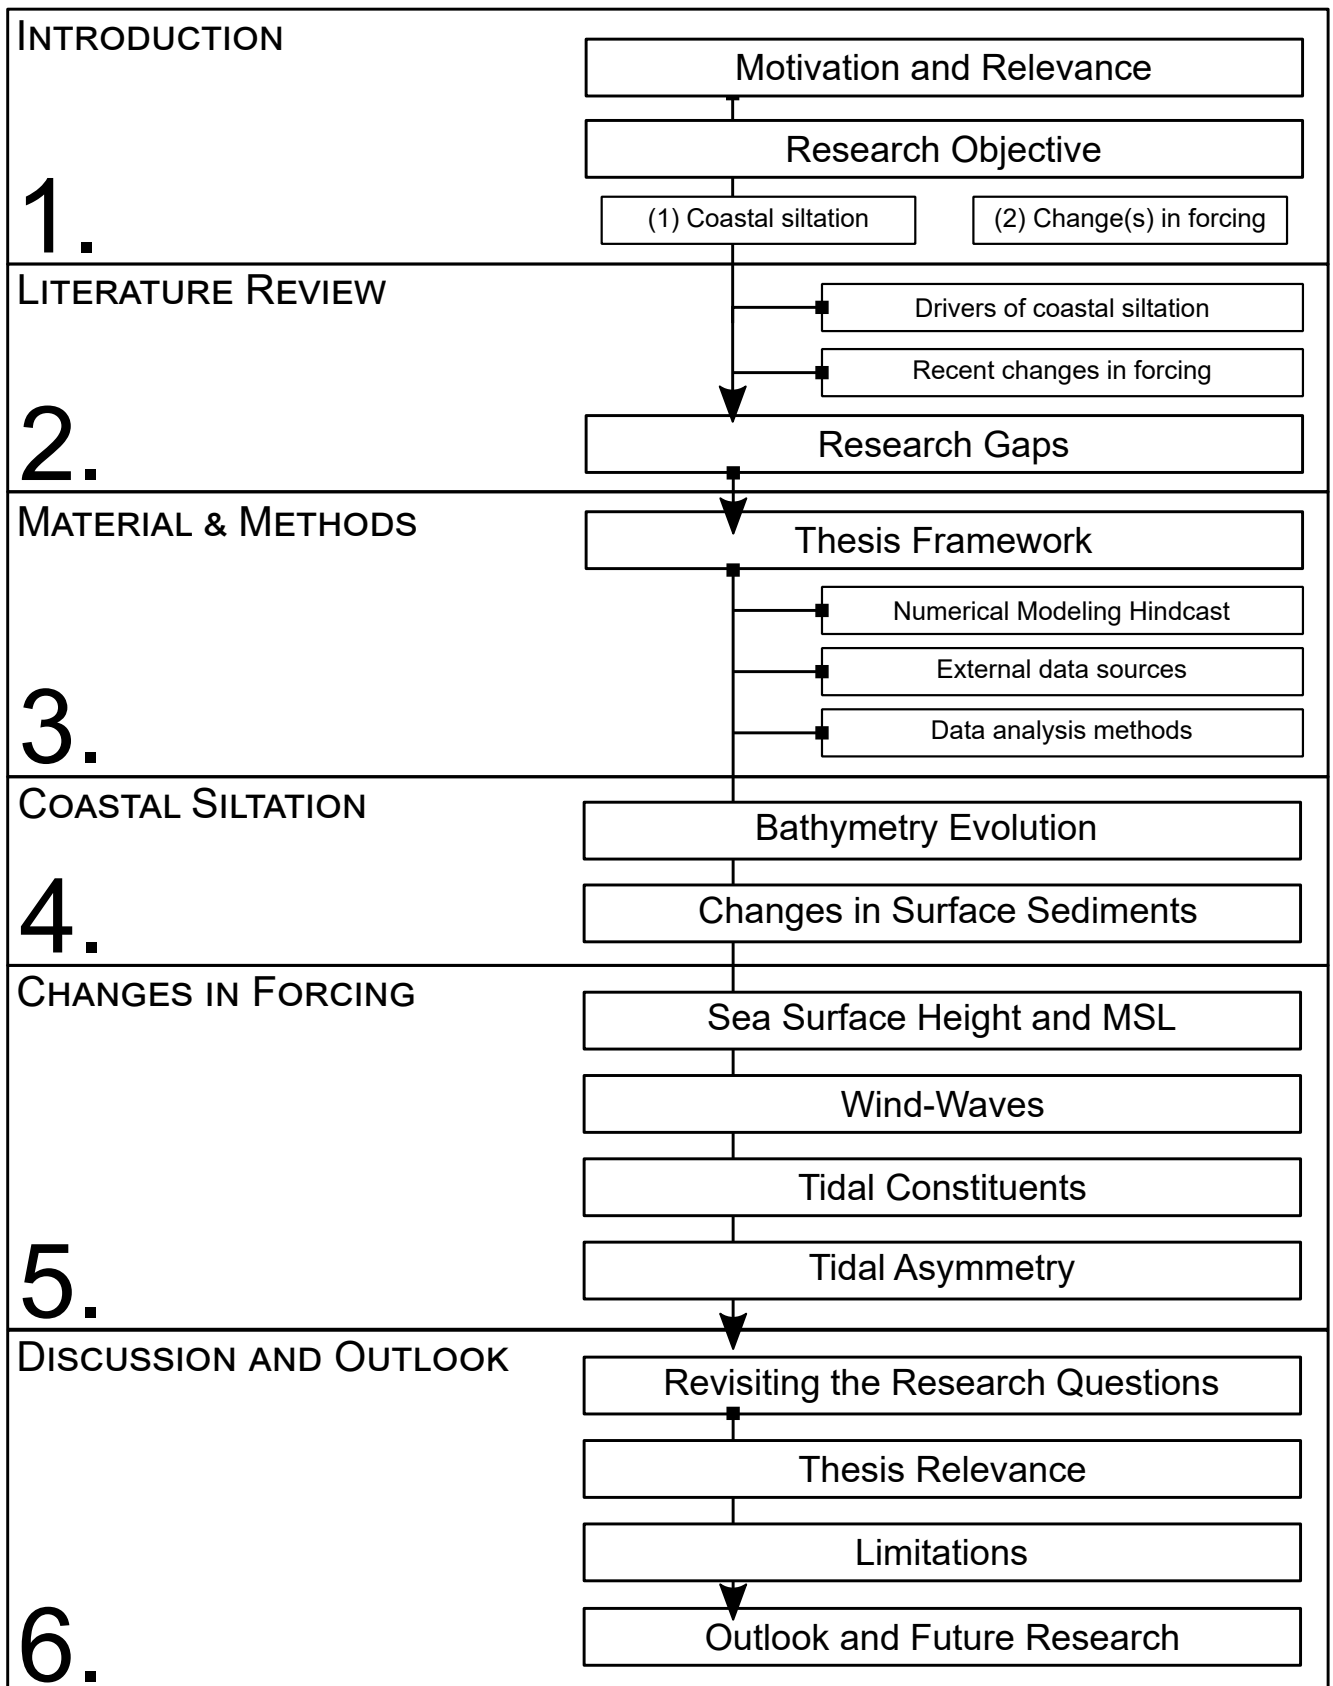 INTRODUCTION
Motivation and Relevance
Research Objective
(1) Coastal siltation
(2) Change(s) in forcing
1.
LITERATURE REVIEW
Drivers of coastal siltation
Recent changes in forcing
Research Gaps
2.
MATERIAL & METHODS
Thesis Framework
Numerical Modeling Hindcast
External data sources
Data analysis methods
3.
COASTAL SILTATION
Bathymetry Evolution
Changes in Surface Sediments
4.
CHANGES IN FORCING
Sea Surface Height and MSL
Wind-Waves
Tidal Constituents
Tidal Asymmetry
5.
DISCUSSION AND OUTLOOK
Revisiting the Research Questions
Thesis Relevance
Limitations
Outlook and Future Research
6.